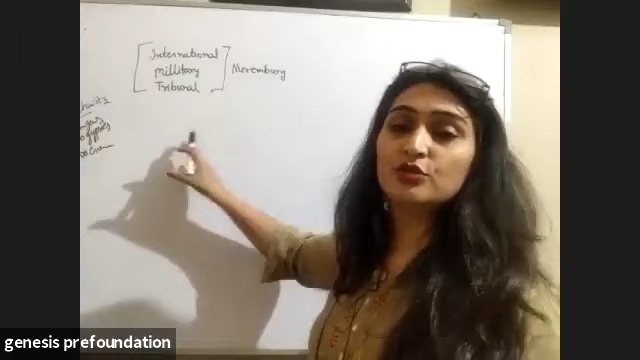 International
Millitary
Tribunal
Nuremburg
genesis prefoundation